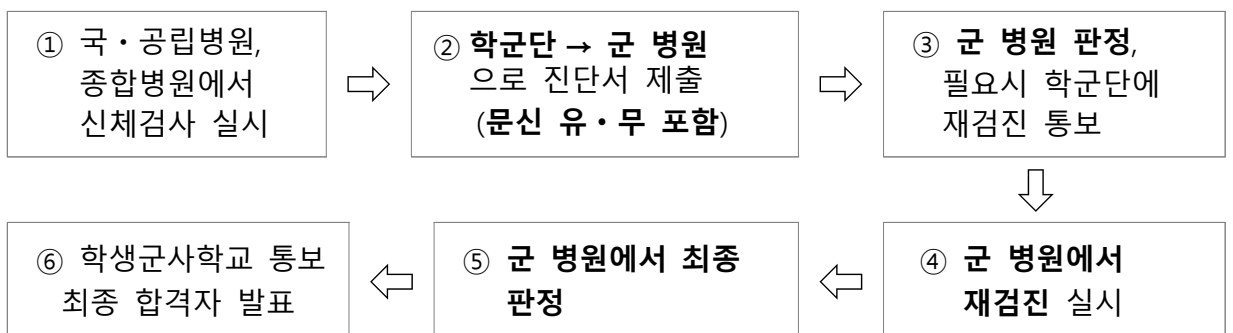 ① 국・공립병원,
종합병원에서
신체검사 실시
② 학군단 → 군 병원
으로 진단서 제출
(문신 유・무 포함)
③ 군 병원 판정,
필요시 학군단에
재검진 통보
④ 군 병원에서
재검진 실시
⑤ 군 병원에서 최종
판정
⑥ 학생군사학교 통보
최종 합격자 발표